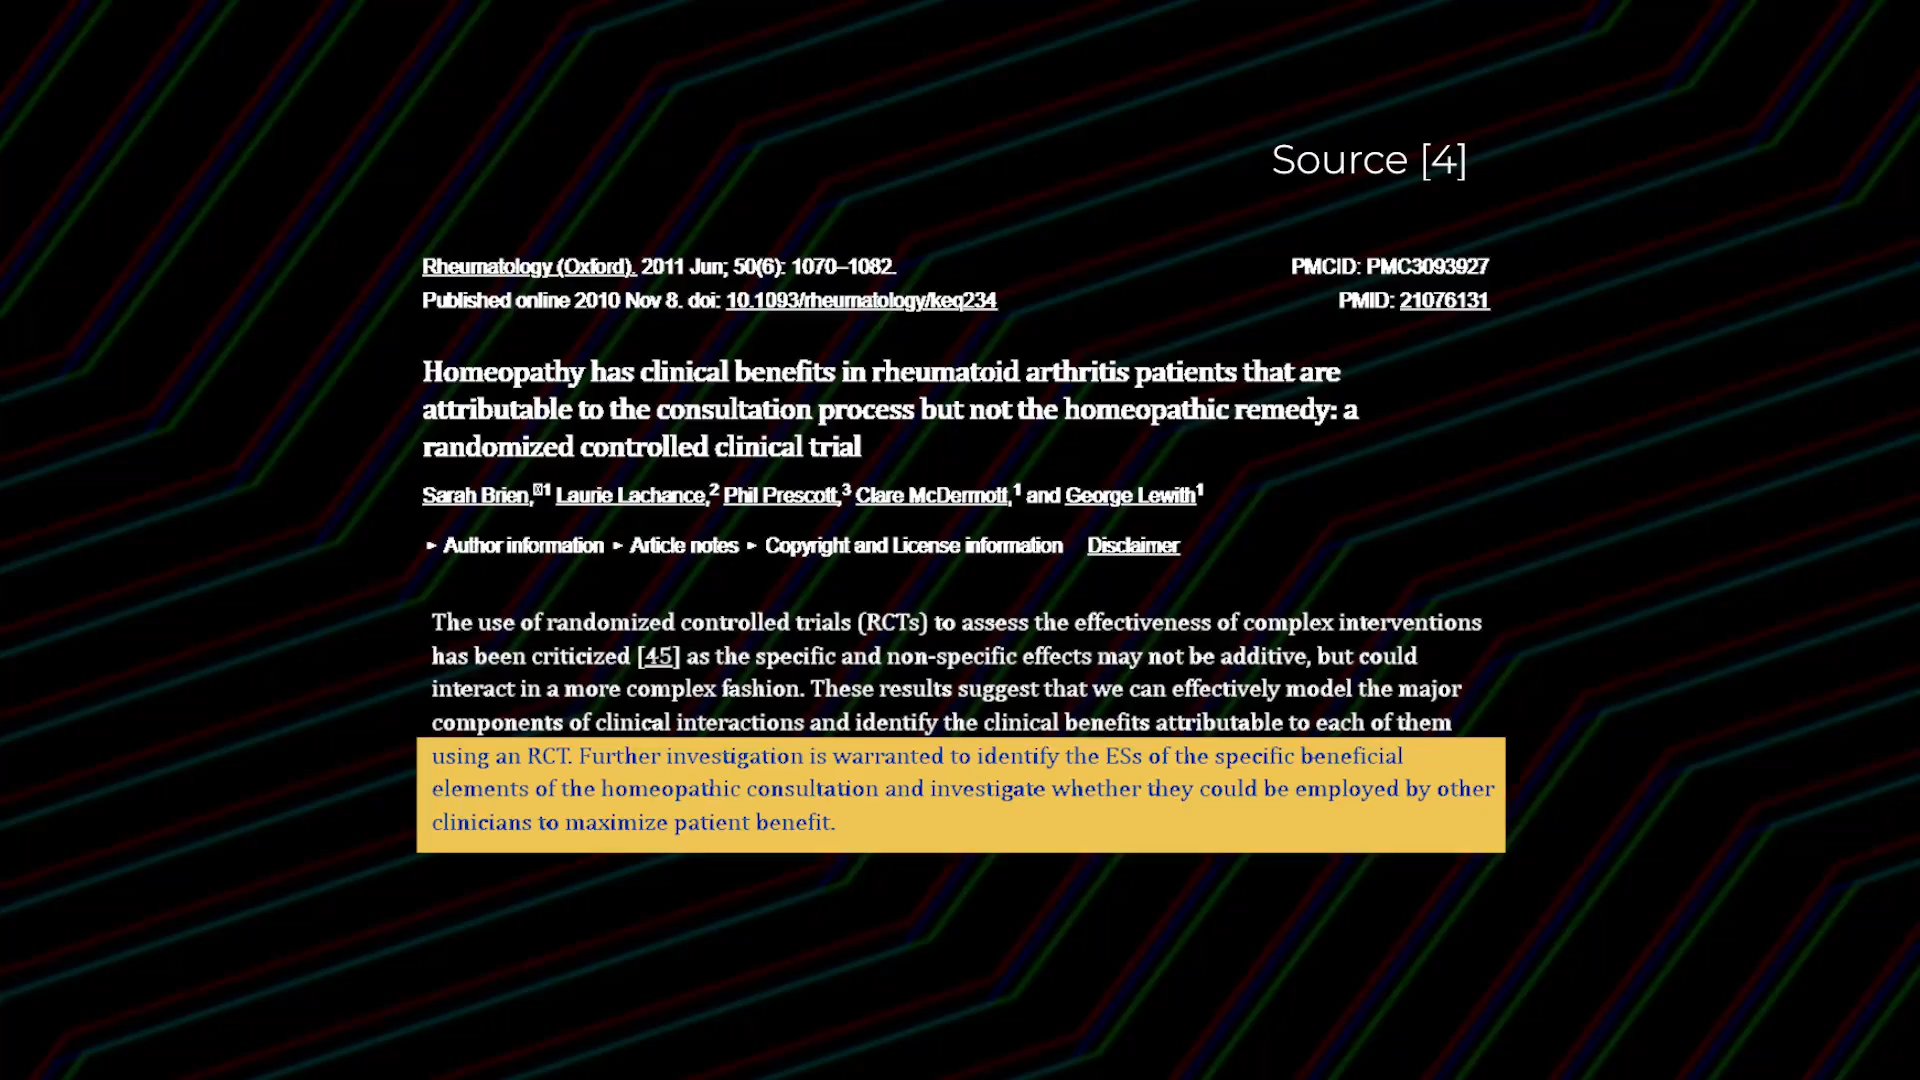 Source [4]
Rheumatology (Oxford). 2011 Jun; 50(6): 1070–1082.
PMCID: PMC3093927
Published online 2010 Nov 8. doi: 10.1093/rheumatology/keq234
PMID: 21076131
Homeopathy has clinical benefits in rheumatoid arthritis patients that are
attributable to the consultation process but not the homeopathic remedy: a
randomized controlled clinical trial
Sarah Brien,1 Laurie Lachance,2 Phil Prescott,3 Clare McDermott,1 and George Lewith1
▸ Author information ▸ Article notes ▸ Copyright and License information Disclaimer
The use of randomized controlled trials (RCTs) to assess the effectiveness of complex interventions
has been criticized [45] as the specific and non-specific effects may not be additive, but could
interact in a more complex fashion. These results suggest that we can effectively model the major
components of clinical interactions and identify the clinical benefits attributable to each of them
using an RCT. Further investigation is warranted to identify the ESs of the specific beneficial
elements of the homeopathic consultation and investigate whether they could be employed by other
clinicians to maximize patient benefit.